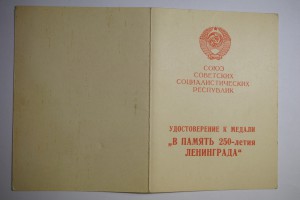 СОЮЗ
СОВЕТСКИХ
СОЦИАЛИСТИЧЕСКИХ
РЕСПУБЛИК
УДОСТОВЕРЕНИЕ К МЕДАЛИ
„В ПАМЯТЬ 250-летия
ЛЕНИНГРАДА“